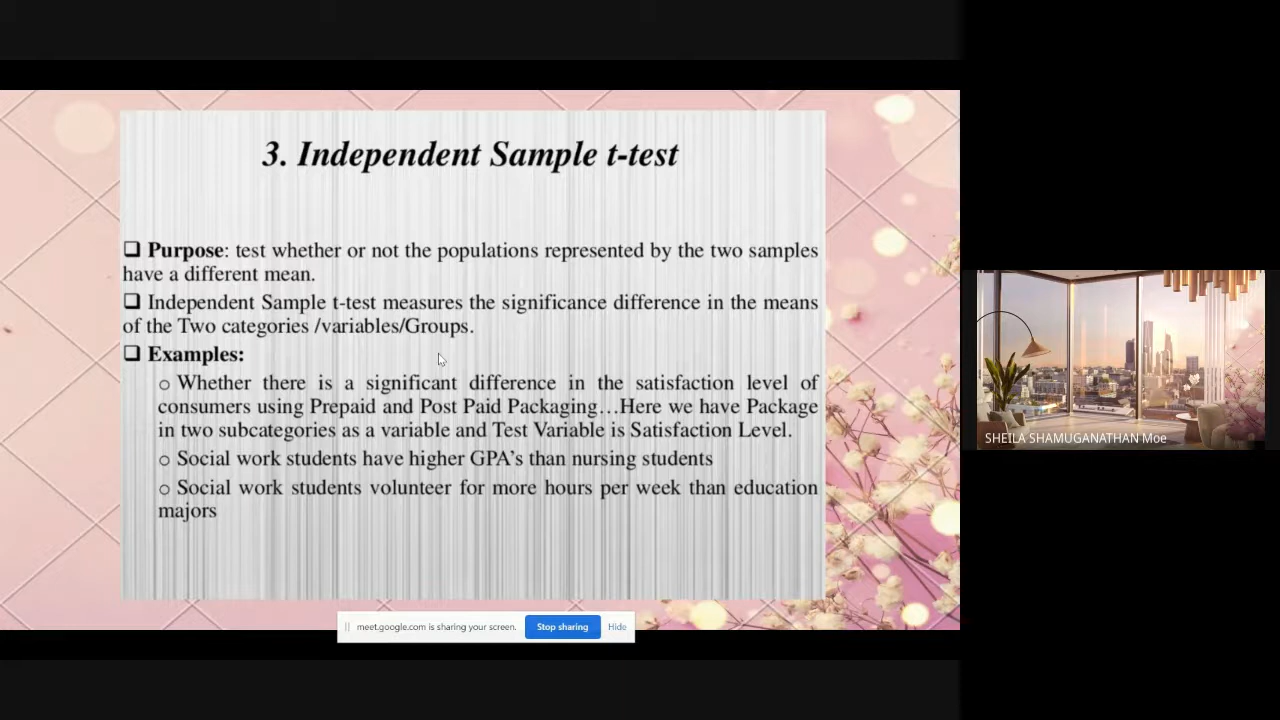 3. Independent Sample t-test
❑ Purpose: test whether or not the populations represented by the two samples
have a different mean.
❑ Independent Sample t-test measures the significance difference in the means
of the Two categories /variables/Groups.
❑ Examples:
o Whether there is a significant difference in the satisfaction level of
consumers using Prepaid and Post Paid Packaging…Here we have Package
in two subcategories as a variable and Test Variable is Satisfaction Level.
o Social work students have higher GPA’s than nursing students
o Social work students volunteer for more hours per week than education
majors
meet.google.com is sharing your screen. Stop sharing Hide
SHEILA SHAMUGANATHAN Moe